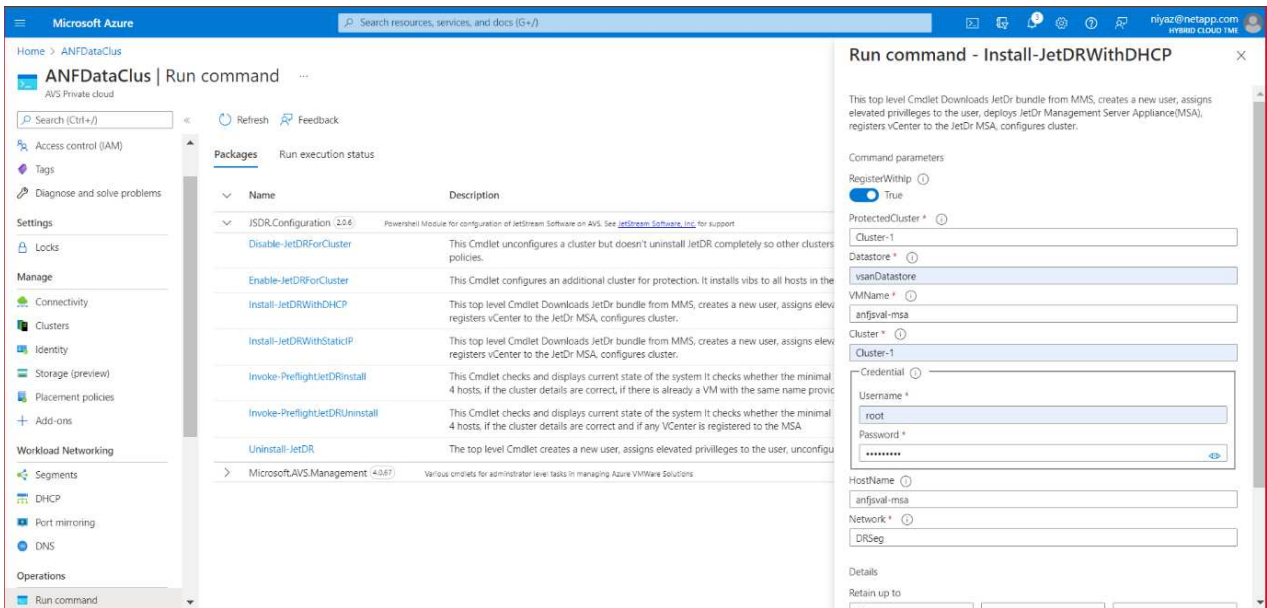 Microsoft Azure
Search resources, services, and docs (G+/)
1
niyaz@netapp.com
HYBRID CLOUD TME
Home > ANFDataClus
ANFDataClus | Run command ...
AVS Private cloud
Search (Ctrl+/)
«
Access control (IAM)
Tags
Diagnose and solve problems
Settings
Locks
Manage
Connectivity
Clusters
Identity
Storage (preview)
Placement policies
Add-ons
Workload Networking
Segments
DHCP
Port mirroring
DNS
Operations
Run command
Refresh Feedback
Packages Run execution status
Name Description
JSDR.Configuration 2.0.6 Powershell Module for configuration of JetStream Software on AVS. See JetStream Software, Inc. for support
Disable-JetDRForCluster This Cmdlet unconfigures a cluster but doesn't uninstall JetDR completely so other clusters
policies.
Enable-JetDRForCluster This Cmdlet configures an additional cluster for protection. It installs vibs to all hosts in the
Install-JetDRWithDHCP This top level Cmdlet Downloads JetDr bundle from MMS, creates a new user, assigns eleva
registers vCenter to the JetDr MSA, configures cluster.
Install-JetDRWithStaticIP This top level Cmdlet Downloads JetDr bundle from MMS, creates a new user, assigns eleva
registers vCenter to the JetDr MSA, configures cluster.
Invoke-PreflightJetDRInstall This Cmdlet checks and displays current state of the system It checks whether the minimal
4 hosts, if the cluster details are correct, if there is already a VM with the same name provic
Invoke-PreflightJetDRUninstall This Cmdlet checks and displays current state of the system It checks whether the minimal
4 hosts, if the cluster details are correct and if any VCenter is registered to the MSA
Uninstall-JetDR The top level Cmdlet creates a new user, assigns elevated privilleges to the user, unconfigu
Microsoft.AVS.Management 4.0.67 Various cmdlets for adminstrator level tasks in managing Azure VMWare Solutions
Run command - Install-JetDRWithDHCP
This top level Cmdlet Downloads JetDr bundle from MMS, creates a new user, assigns
elevated privilleges to the user, deploys JetDr Management Server Appliance(MSA),
registers vCenter to the JetDr MSA, configures cluster.
Command parameters
RegisterWithIp
True
ProtectedCluster *
Cluster-1
Datastore *
vsanDatastore
VMName *
anfjsval-msa
Cluster *
Cluster-1
Credential
Username *
root
Password *
•••••••••
HostName
anfjsval-msa
Network *
DRSeg
Details
Retain up to